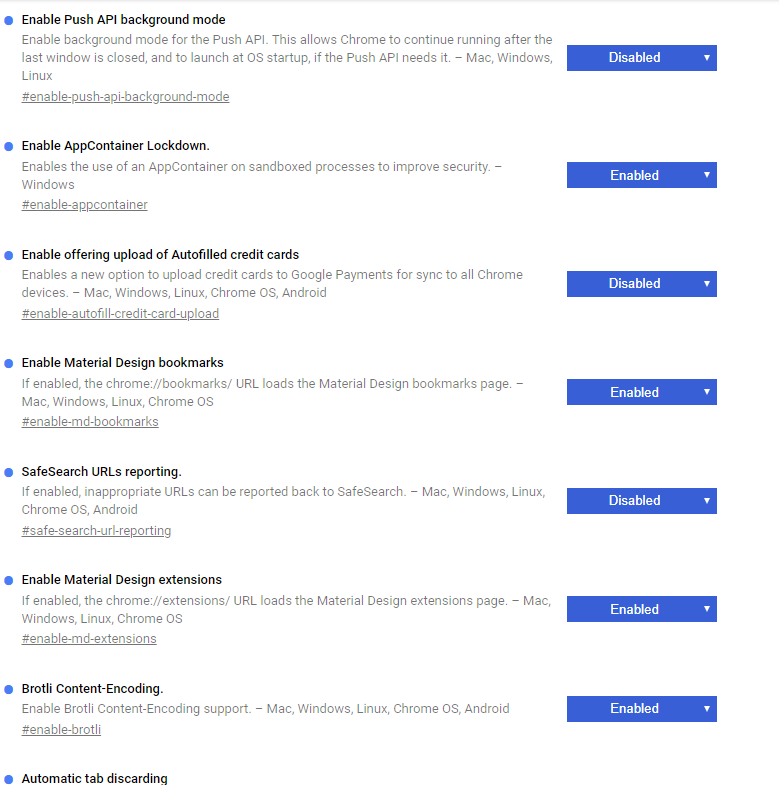 Enable Push API background mode
Enable background mode for the Push API. This allows Chrome to continue running after the
last window is closed, and to launch at OS startup, if the Push API needs it. – Mac, Windows,
Linux
#enable-push-api-background-mode
Disabled
Enable AppContainer Lockdown.
Enables the use of an AppContainer on sandboxed processes to improve security. –
Windows
#enable-appcontainer
Enabled
Enable offering upload of Autofilled credit cards
Enables a new option to upload credit cards to Google Payments for sync to all Chrome
devices. – Mac, Windows, Linux, Chrome OS, Android
#enable-autofill-credit-card-upload
Disabled
Enable Material Design bookmarks
If enabled, the chrome://bookmarks/ URL loads the Material Design bookmarks page. –
Mac, Windows, Linux, Chrome OS
#enable-md-bookmarks
Enabled
SafeSearch URLs reporting.
If enabled, inappropriate URLs can be reported back to SafeSearch. – Mac, Windows, Linux,
Chrome OS, Android
#safe-search-url-reporting
Disabled
Enable Material Design extensions
If enabled, the chrome://extensions/ URL loads the Material Design extensions page. – Mac,
Windows, Linux, Chrome OS
#enable-md-extensions
Enabled
Brotli Content-Encoding.
Enable Brotli Content-Encoding support. – Mac, Windows, Linux, Chrome OS, Android
#enable-brotli
Enabled
Automatic tab discarding